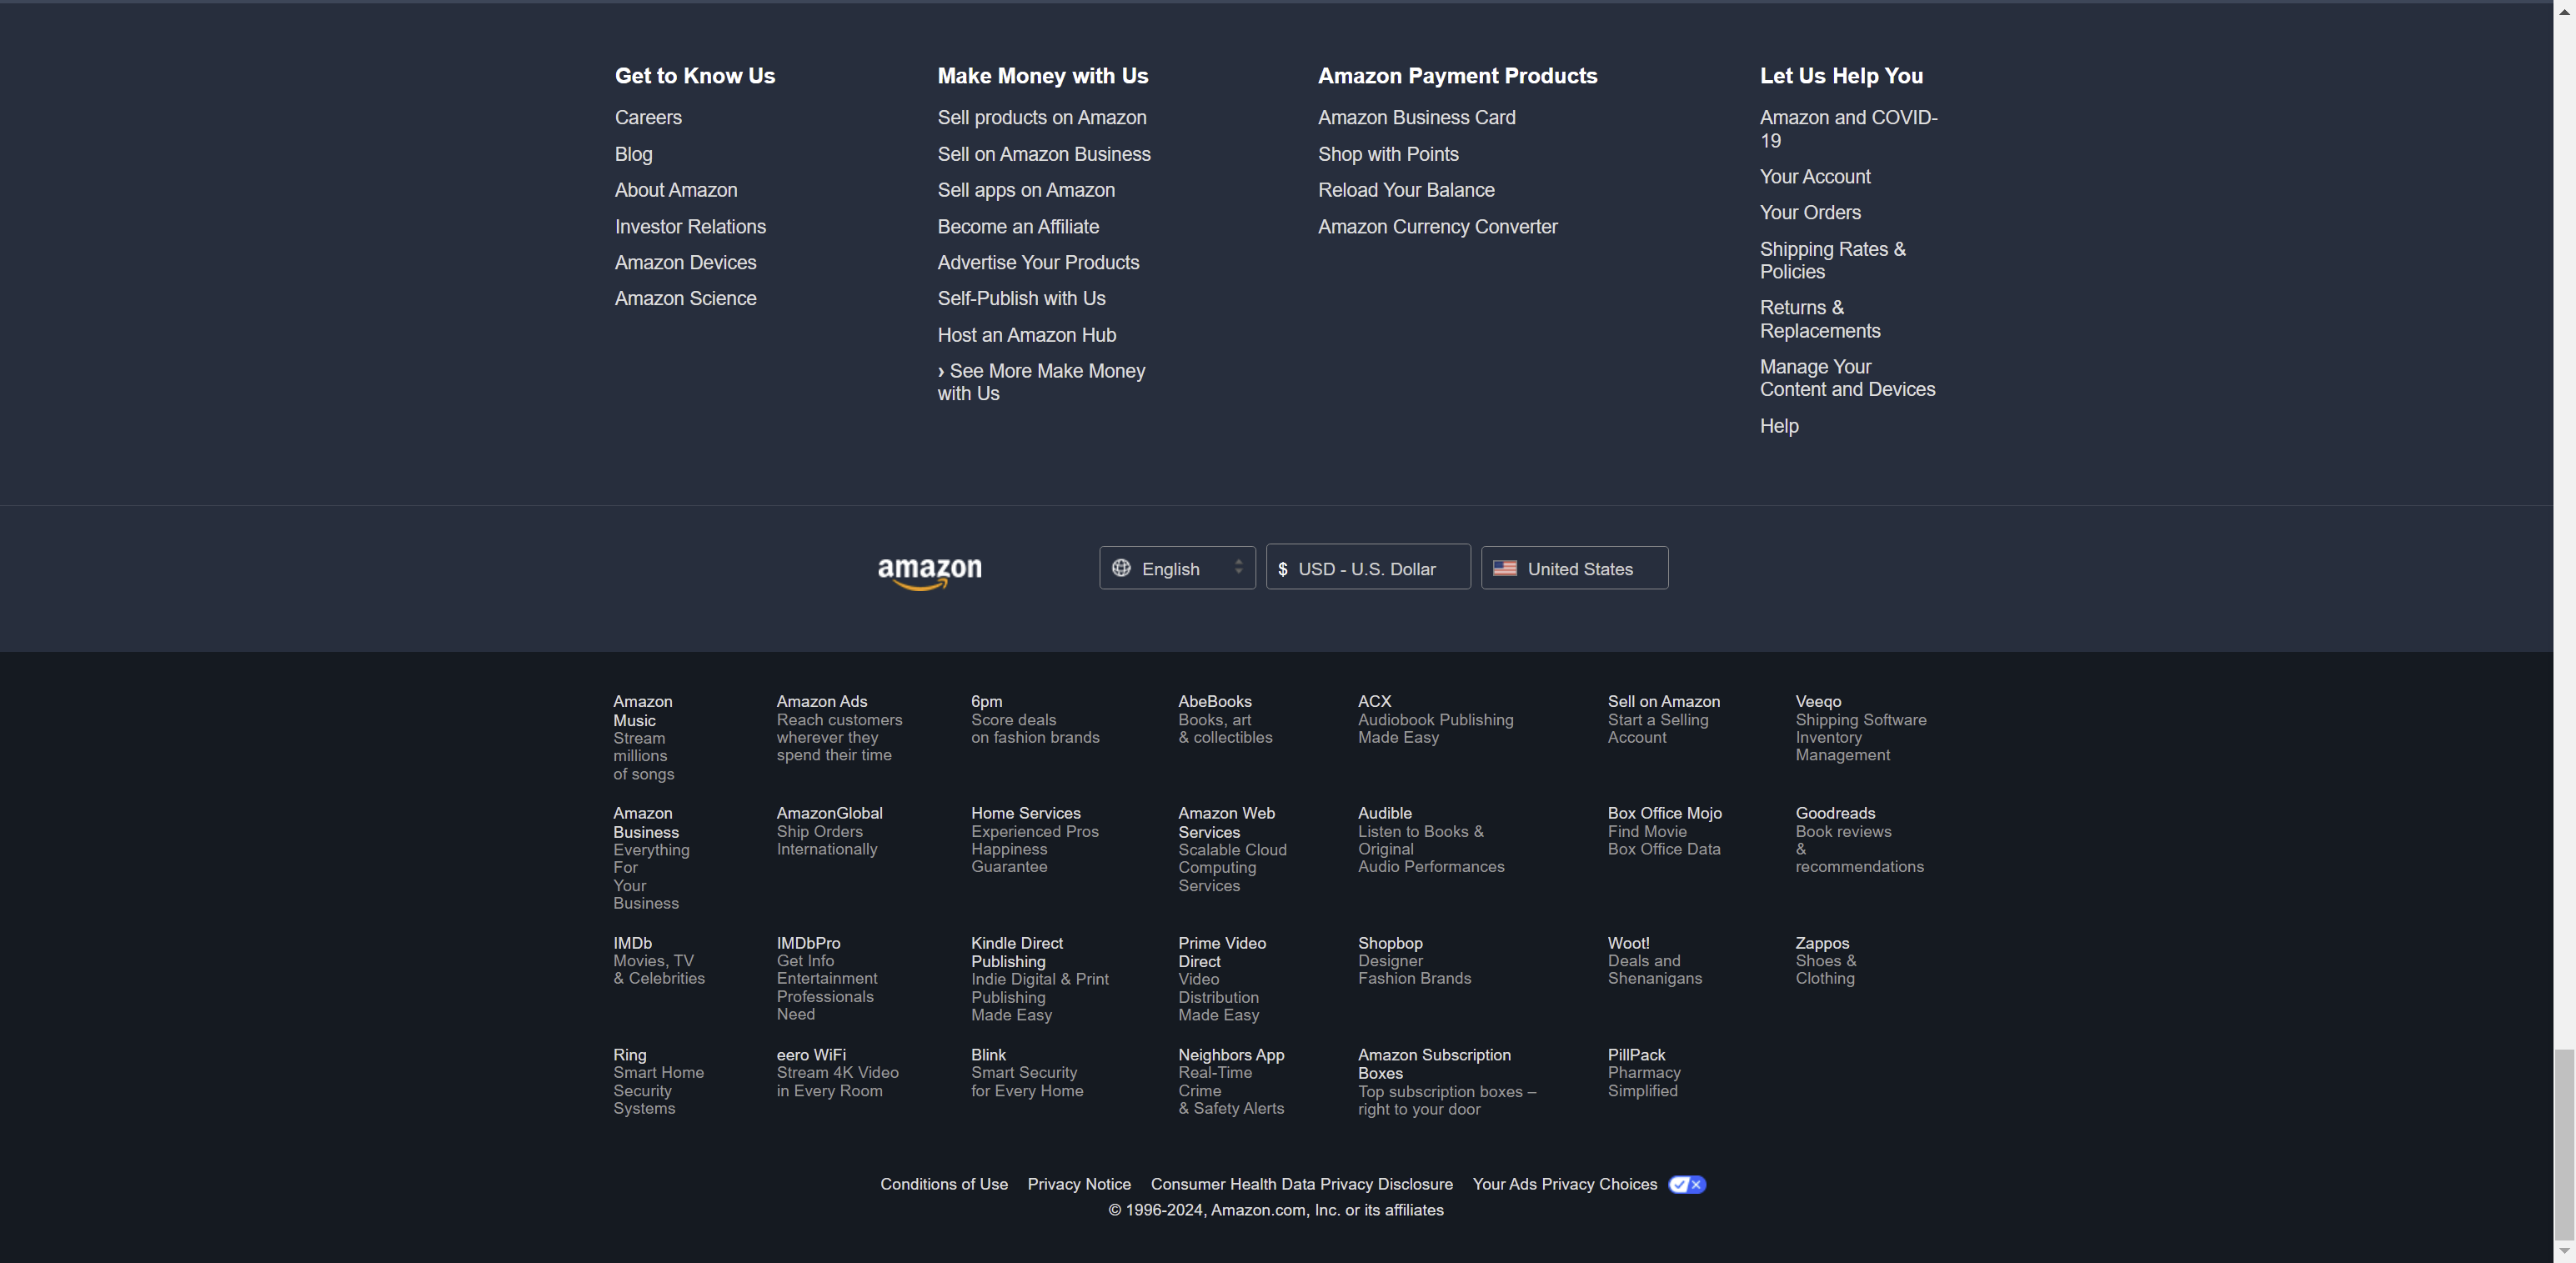 Get to Know Us
Careers
Blog
About Amazon
Investor Relations
Amazon Devices
Amazon Science
Make Money with Us
Sell products on Amazon
Sell on Amazon Business
Sell apps on Amazon
Become an Affiliate
Advertise Your Products
Self-Publish with Us
Host an Amazon Hub
› See More Make Money
with Us
Amazon Payment Products
Amazon Business Card
Shop with Points
Reload Your Balance
Amazon Currency Converter
Let Us Help You
Amazon and COVID-
19
Your Account
Your Orders
Shipping Rates &
Policies
Returns &
Replacements
Manage Your
Content and Devices
Help
amazon
English
$ USD - U.S. Dollar
United States
Amazon
Music
Stream
millions
of songs
Amazon Ads
Reach customers
wherever they
spend their time
6pm
Score deals
on fashion brands
AbeBooks
Books, art
& collectibles
ACX
Audiobook Publishing
Made Easy
Sell on Amazon
Start a Selling
Account
Veeqo
Shipping Software
Inventory
Management
Amazon
Business
Everything
For
Your
Business
AmazonGlobal
Ship Orders
Internationally
Home Services
Experienced Pros
Happiness
Guarantee
Amazon Web
Services
Scalable Cloud
Computing
Services
Audible
Listen to Books &
Original
Audio Performances
Box Office Mojo
Find Movie
Box Office Data
Goodreads
Book reviews
&
recommendations
IMDb
Movies, TV
& Celebrities
IMDbPro
Get Info
Entertainment
Professionals
Need
Kindle Direct
Publishing
Indie Digital & Print
Publishing
Made Easy
Prime Video
Direct
Video
Distribution
Made Easy
Shopbop
Designer
Fashion Brands
Woot!
Deals and
Shenanigans
Zappos
Shoes &
Clothing
Ring
Smart Home
Security
Systems
eero WiFi
Stream 4K Video
in Every Room
Blink
Smart Security
for Every Home
Neighbors App
Real-Time
Crime
& Safety Alerts
Amazon Subscription
Boxes
Top subscription boxes –
right to your door
PillPack
Pharmacy
Simplified
Conditions of Use Privacy Notice Consumer Health Data Privacy Disclosure Your Ads Privacy Choices
© 1996-2024, Amazon.com, Inc. or its affiliates